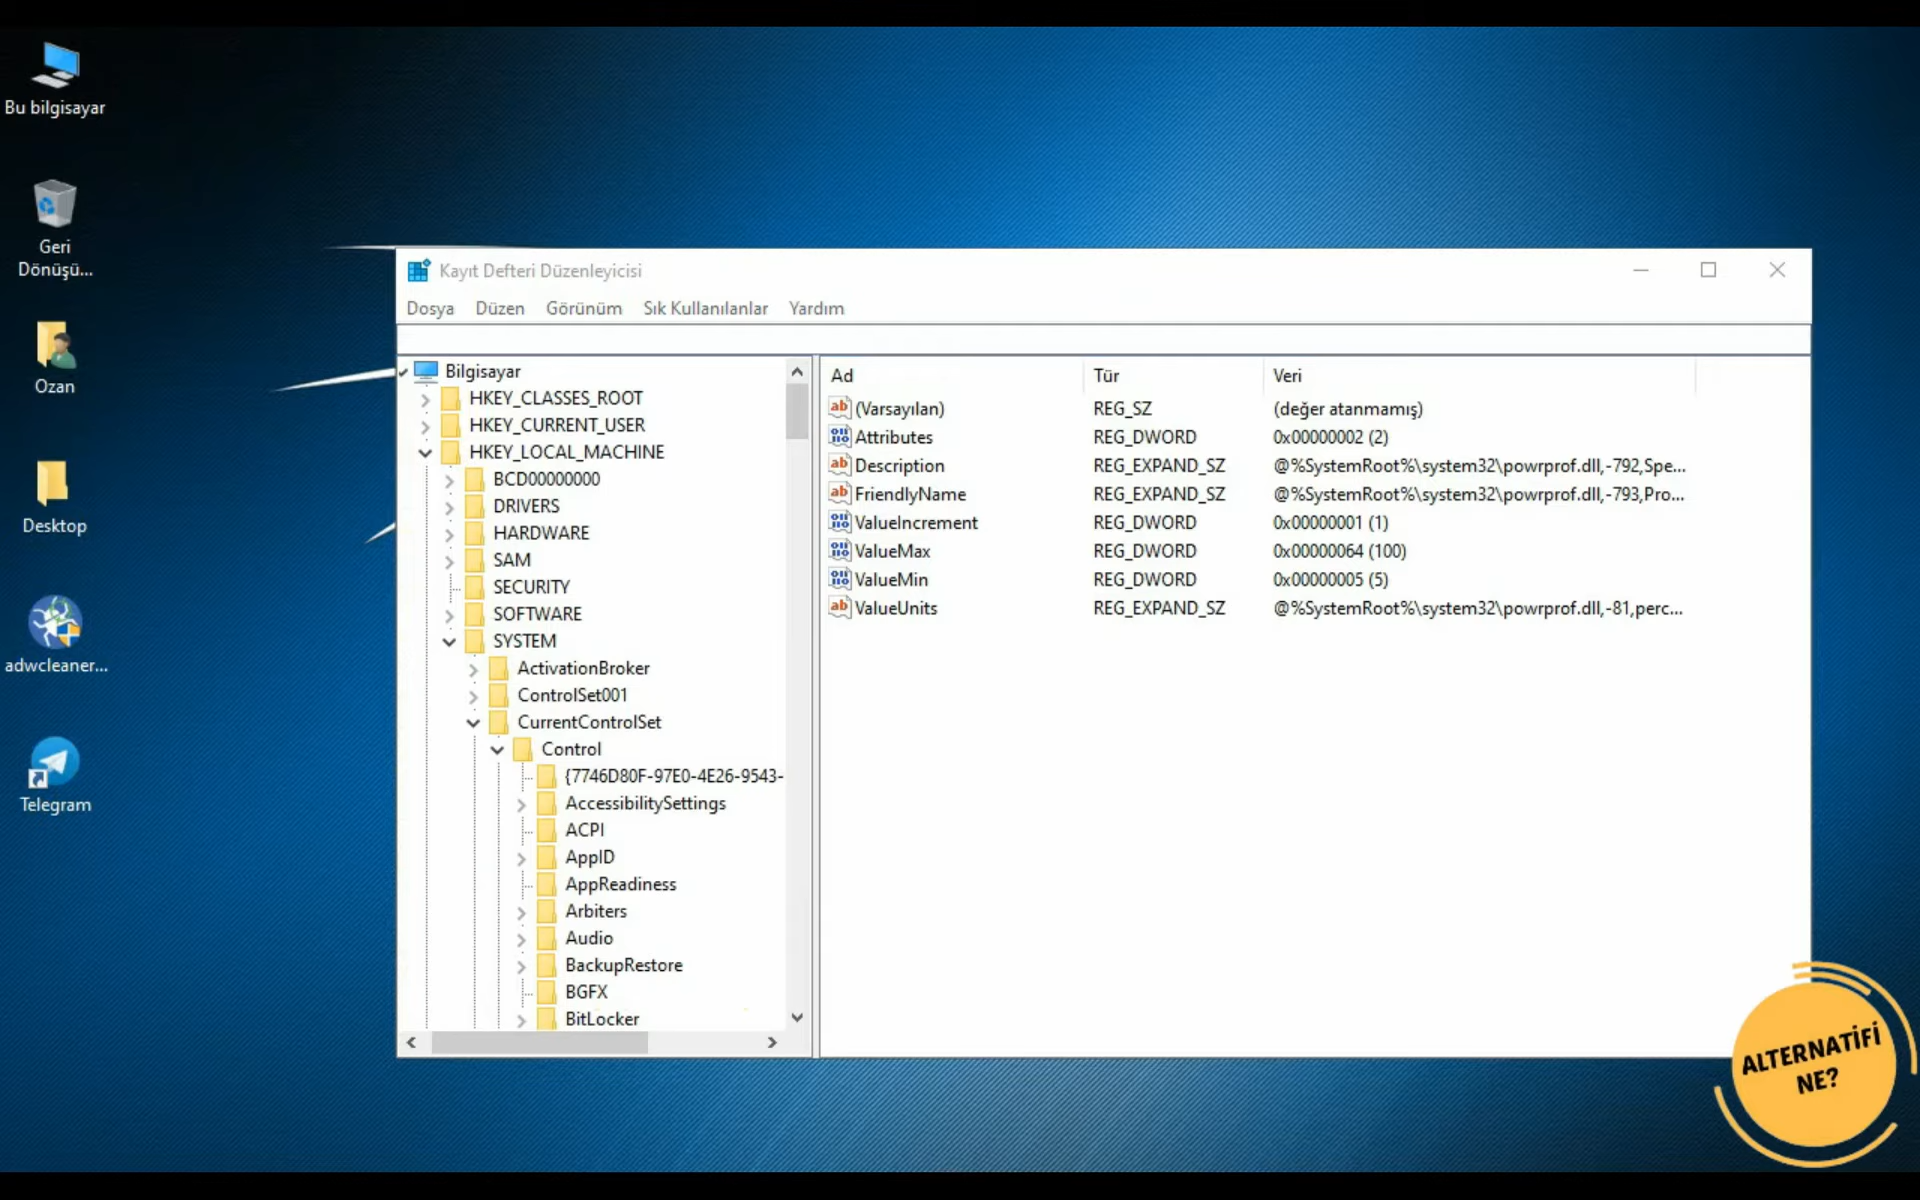 Bu bilgisayar
Geri
Dönüşü...
Ozan
Desktop
adwcleaner...
Telegram
Kayıt Defteri Düzenleyicisi
Dosya Düzen Görünüm Sık Kullanılanlar Yardım
Bilgisayar
HKEY_CLASSES_ROOT
HKEY_CURRENT_USER
HKEY_LOCAL_MACHINE
BCD00000000
DRIVERS
HARDWARE
SAM
SECURITY
SOFTWARE
SYSTEM
ActivationBroker
ControlSet001
CurrentControlSet
Control
{7746D80F-97E0-4E26-9543-
AccessibilitySettings
ACPI
AppID
AppReadiness
Arbiters
Audio
BackupRestore
BGFX
BitLocker
Ad Tür Veri
(Varsayılan) REG_SZ (değer atanmamış)
Attributes REG_DWORD 0x00000002 (2)
Description REG_EXPAND_SZ @%SystemRoot%\system32\powrprof.dll,-792,Spe...
FriendlyName REG_EXPAND_SZ @%SystemRoot%\system32\powrprof.dll,-793,Pro...
ValueIncrement REG_DWORD 0x00000001 (1)
ValueMax REG_DWORD 0x00000064 (100)
ValueMin REG_DWORD 0x00000005 (5)
ValueUnits REG_EXPAND_SZ @%SystemRoot%\system32\powrprof.dll,-81,perc...
ALTERNATİFİ
NE?